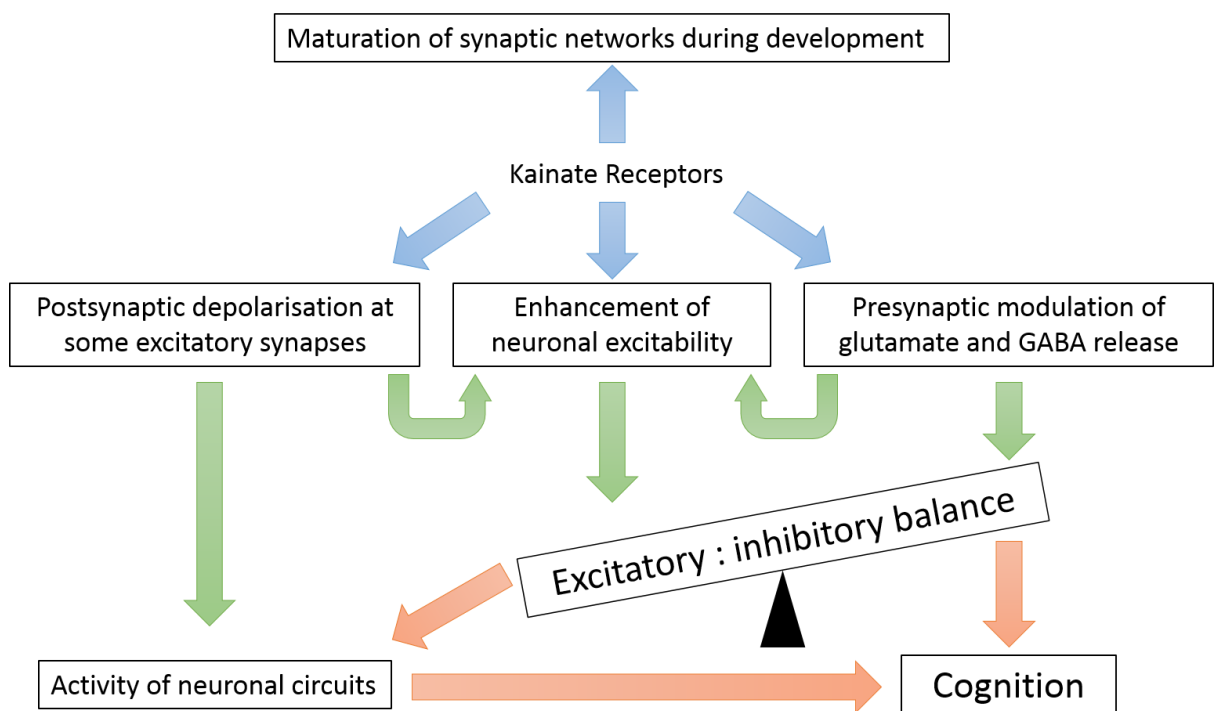 Maturation of synaptic networks during development
Kainate Receptors
Postsynaptic depolarisation at
some excitatory synapses
Enhancement of
neuronal excitability
Presynaptic modulation of
glutamate and GABA release
Excitatory : inhibitory balance
Activity of neuronal circuits
Cognition